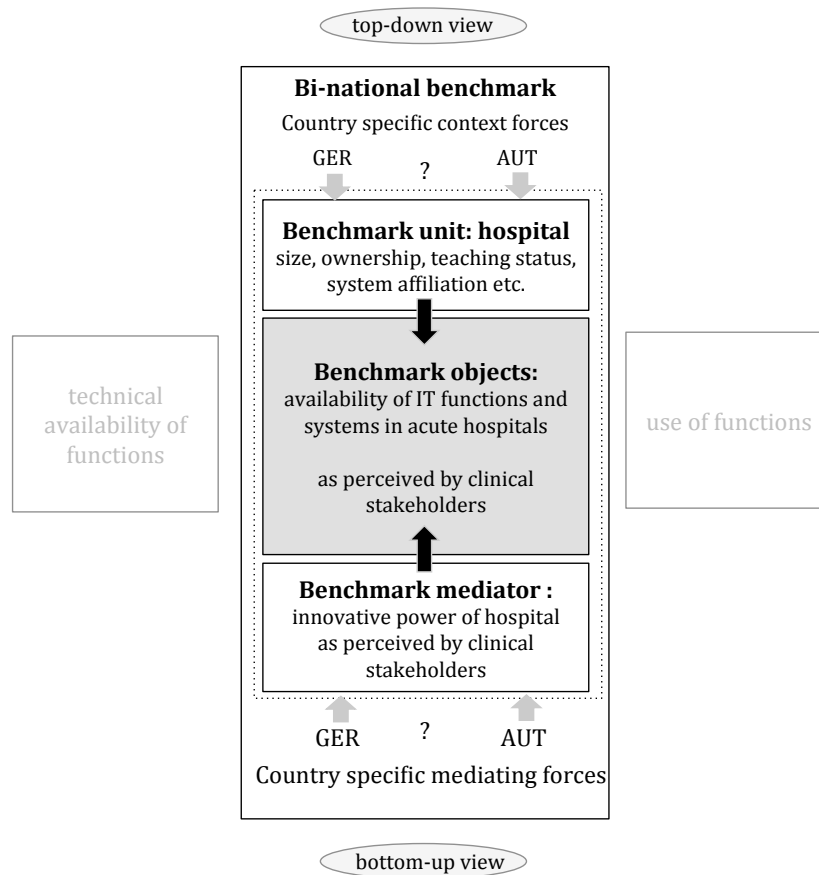 top-down view
Bi-national benchmark
Country specific context forces
GER ? AUT
Benchmark unit: hospital
size, ownership, teaching status,
system affiliation etc.
technical
availability of
functions
Benchmark objects:
availability of IT functions and
systems in acute hospitals
as perceived by clinical
stakeholders
use of functions
Benchmark mediator :
innovative power of hospital
as perceived by clinical
stakeholders
GER ? AUT
Country specific mediating forces
bottom-up view